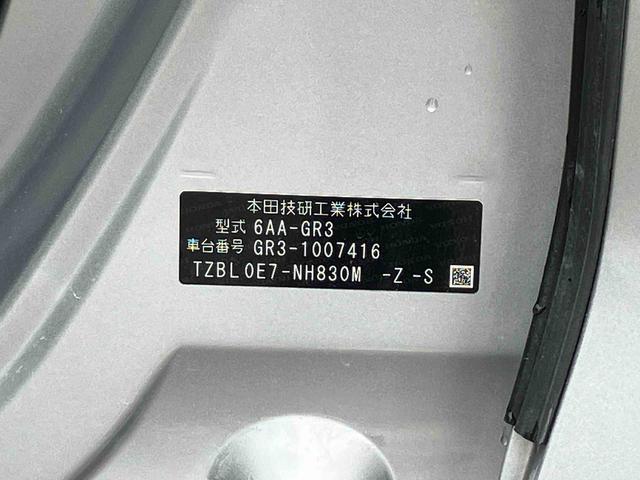 本田技研工業株式会社
型式 6AA-GR3
車台番号 GR3-1007416
TZBL0E7-NH830M -Z-S